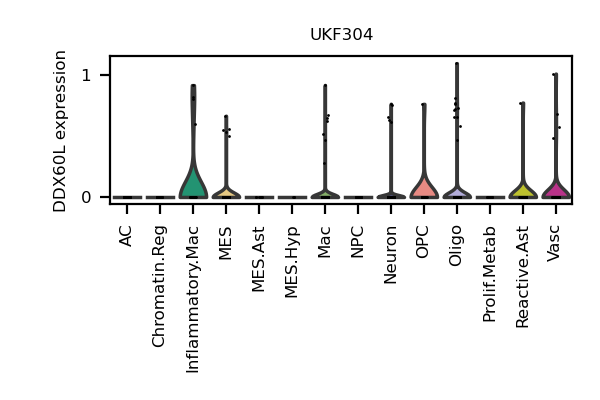 UKF304
DDX60L expression
1
0
AC
Chromatin.Reg
Inflammatory.Mac
MES
MES.Ast
MES.Hyp
Mac
NPC
Neuron
OPC
Oligo
Prolif.Metab
Reactive.Ast
Vasc